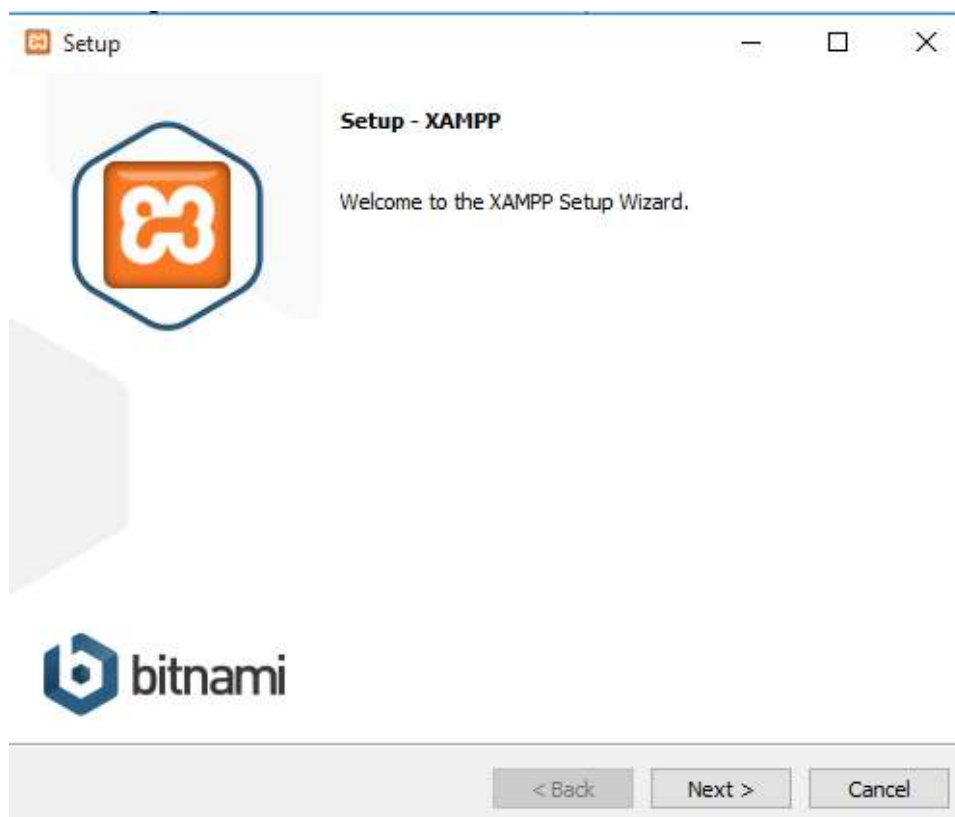 Setup
Setup - XAMPP
Welcome to the XAMPP Setup Wizard.
bitnami
< Back
Next >
Cancel